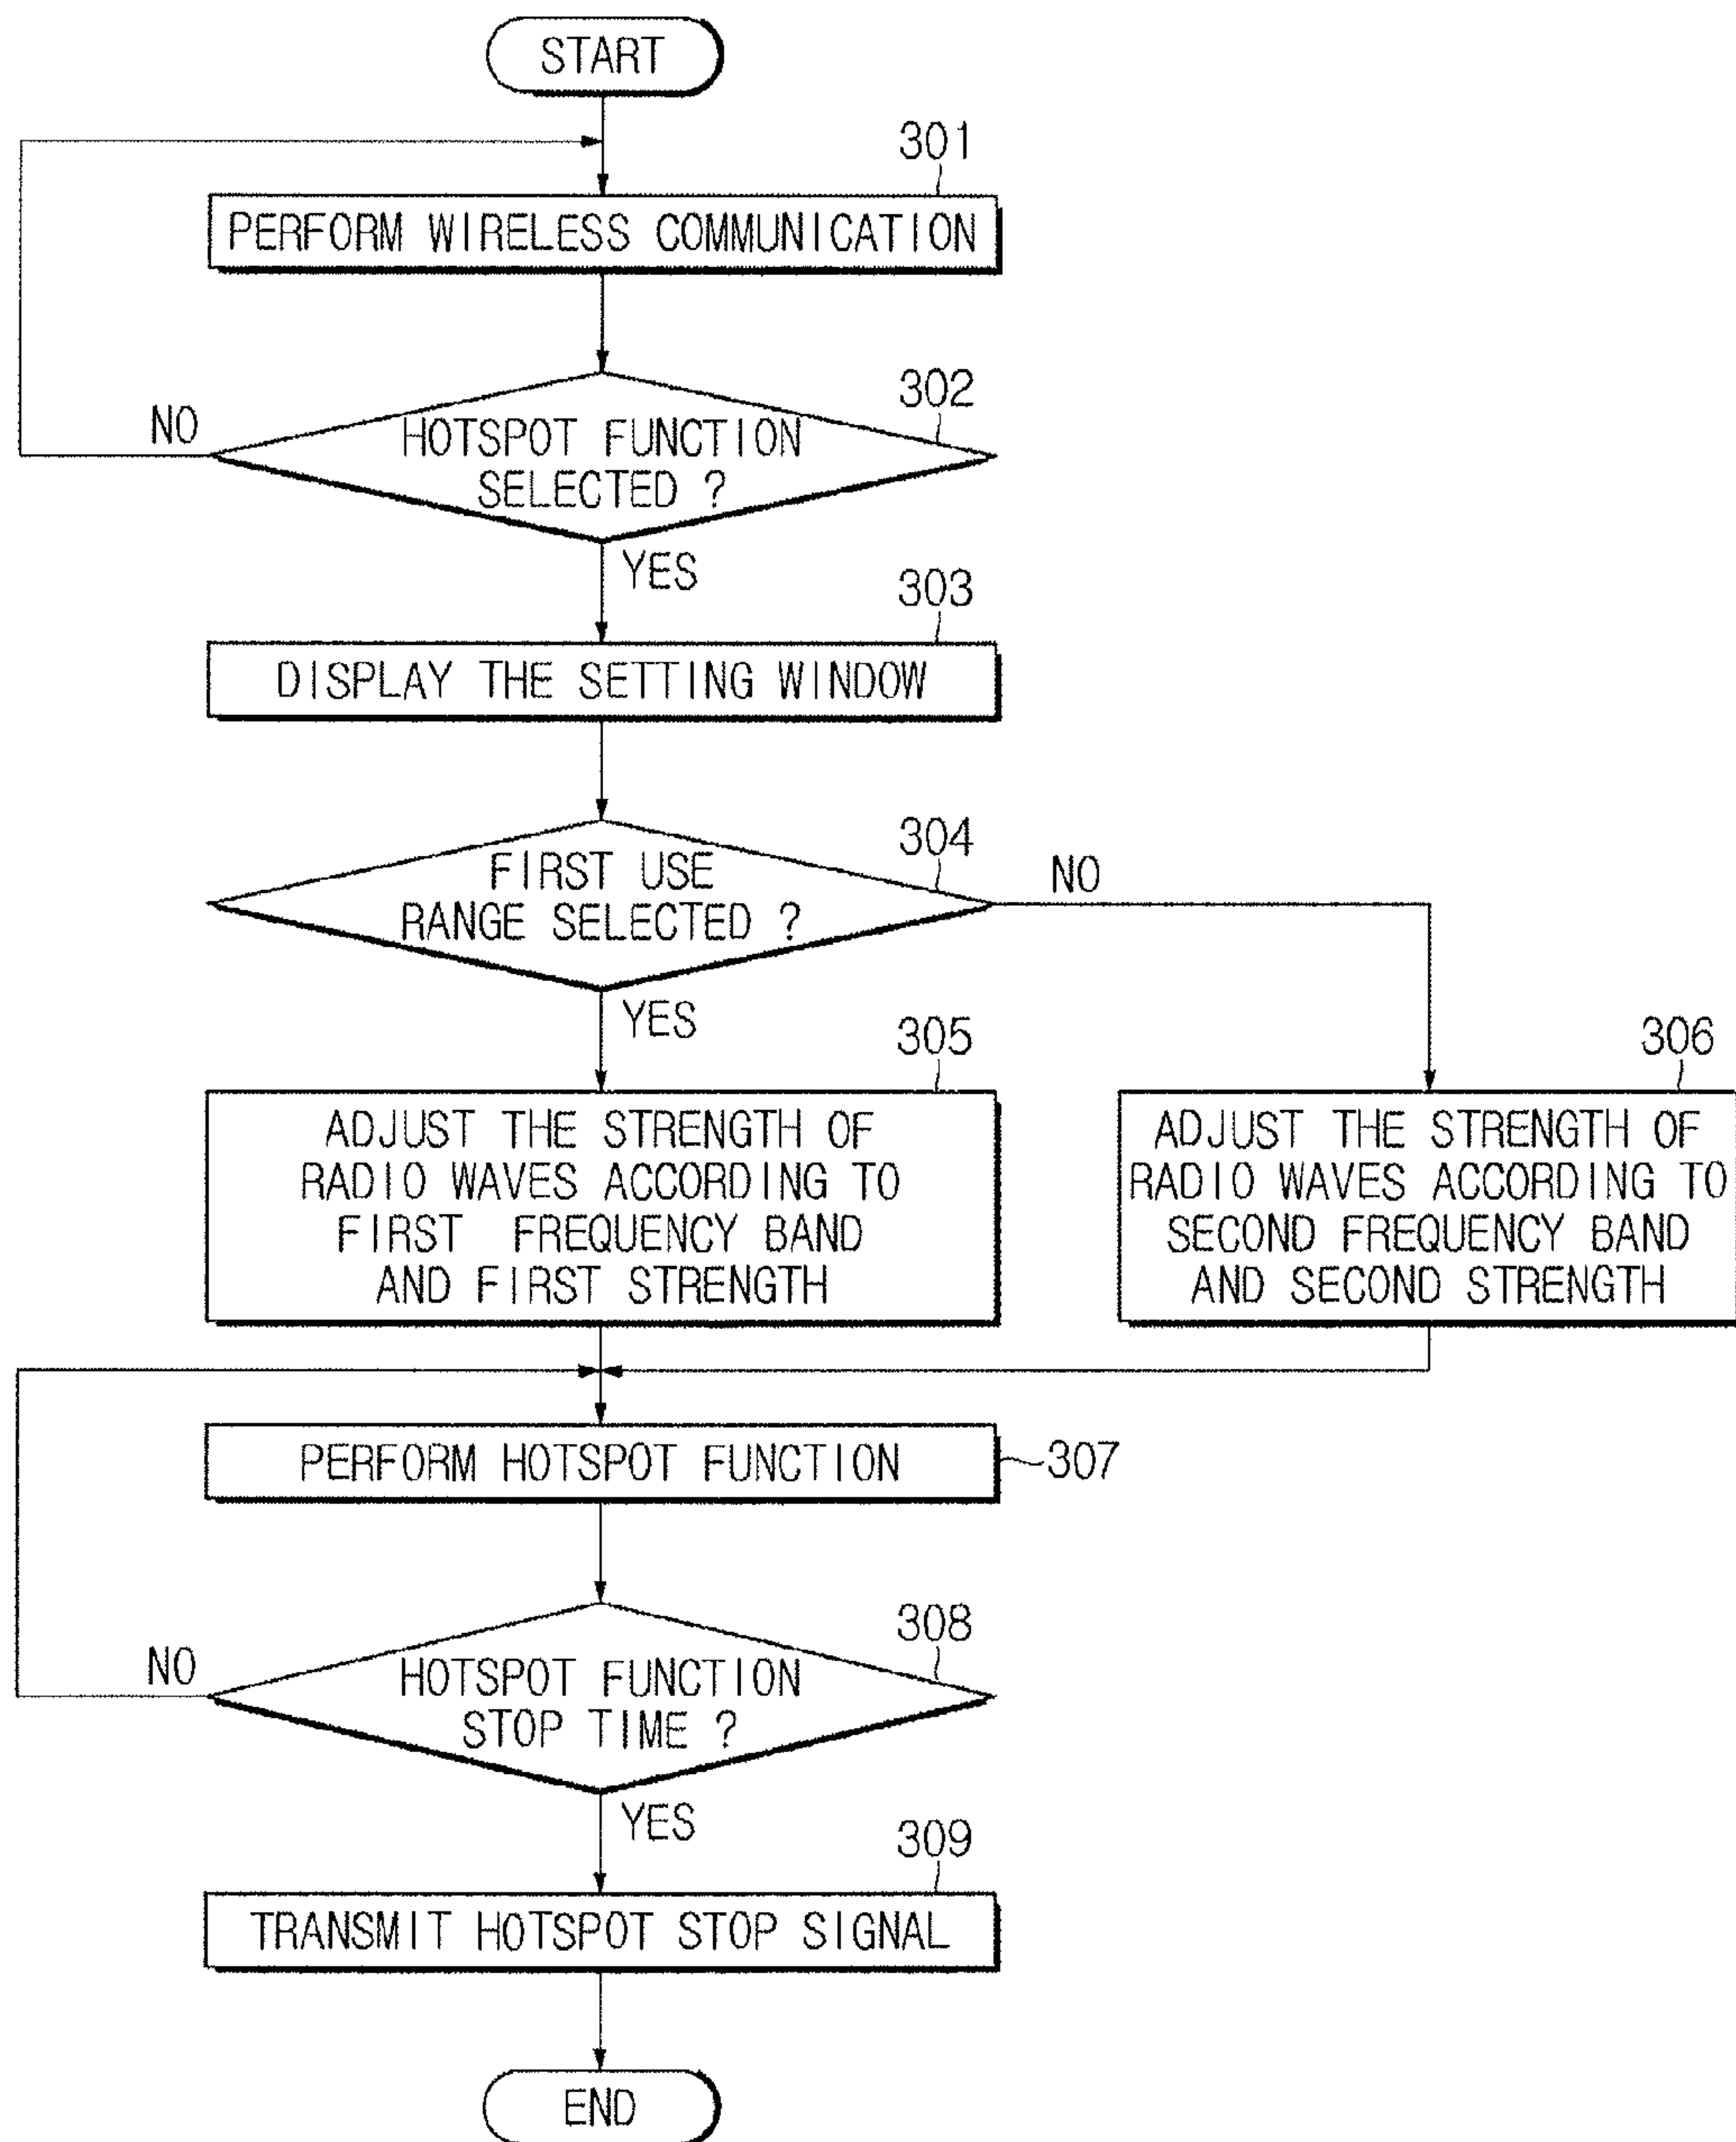 START
301
PERFORM WIRELESS COMMUNICATION
302
NO
HOTSPOT FUNCTION
SELECTED ?
YES
303
DISPLAY THE SETTING WINDOW
304
FIRST USE
RANGE SELECTED ?
NO
YES
305
ADJUST THE STRENGTH OF
RADIO WAVES ACCORDING TO
FIRST FREQUENCY BAND
AND FIRST STRENGTH
306
ADJUST THE STRENGTH OF
RADIO WAVES ACCORDING TO
SECOND FREQUENCY BAND
AND SECOND STRENGTH
PERFORM HOTSPOT FUNCTION
307
308
NO
HOTSPOT FUNCTION
STOP TIME ?
YES
309
TRANSMIT HOTSPOT STOP SIGNAL
END